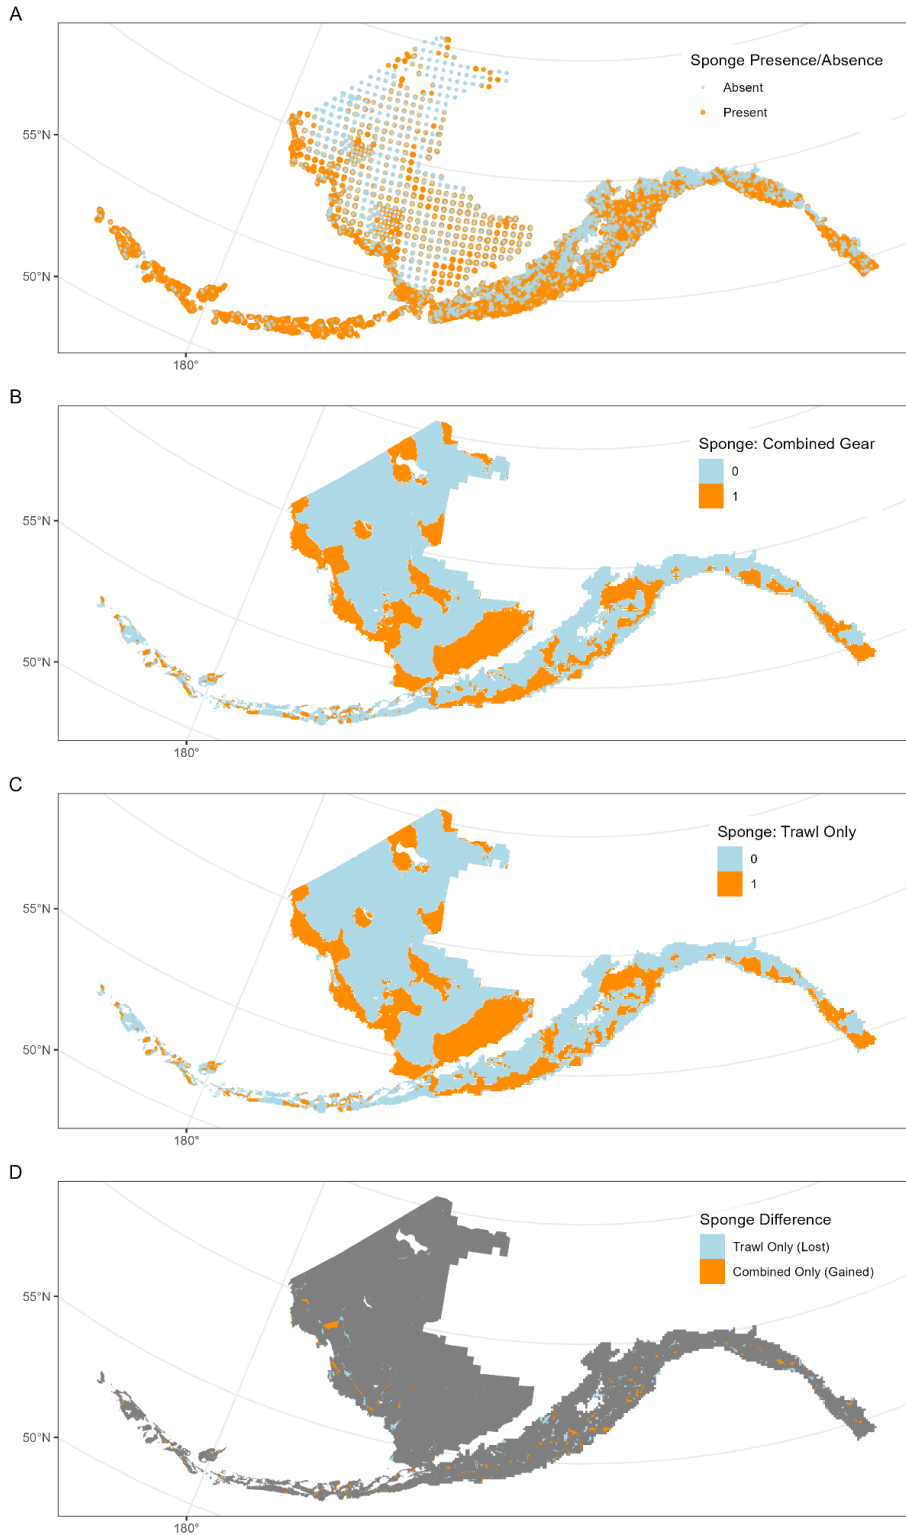 A
Sponge Presence/Absence
Absent
Present
55°N
50°N
180°
B
Sponge: Combined Gear
0
1
55°N
50°N
180°
C
Sponge: Trawl Only
0
1
55°N
50°N
180°
D
Sponge Difference
Trawl Only (Lost)
Combined Only (Gained)
55°N
50°N
180°